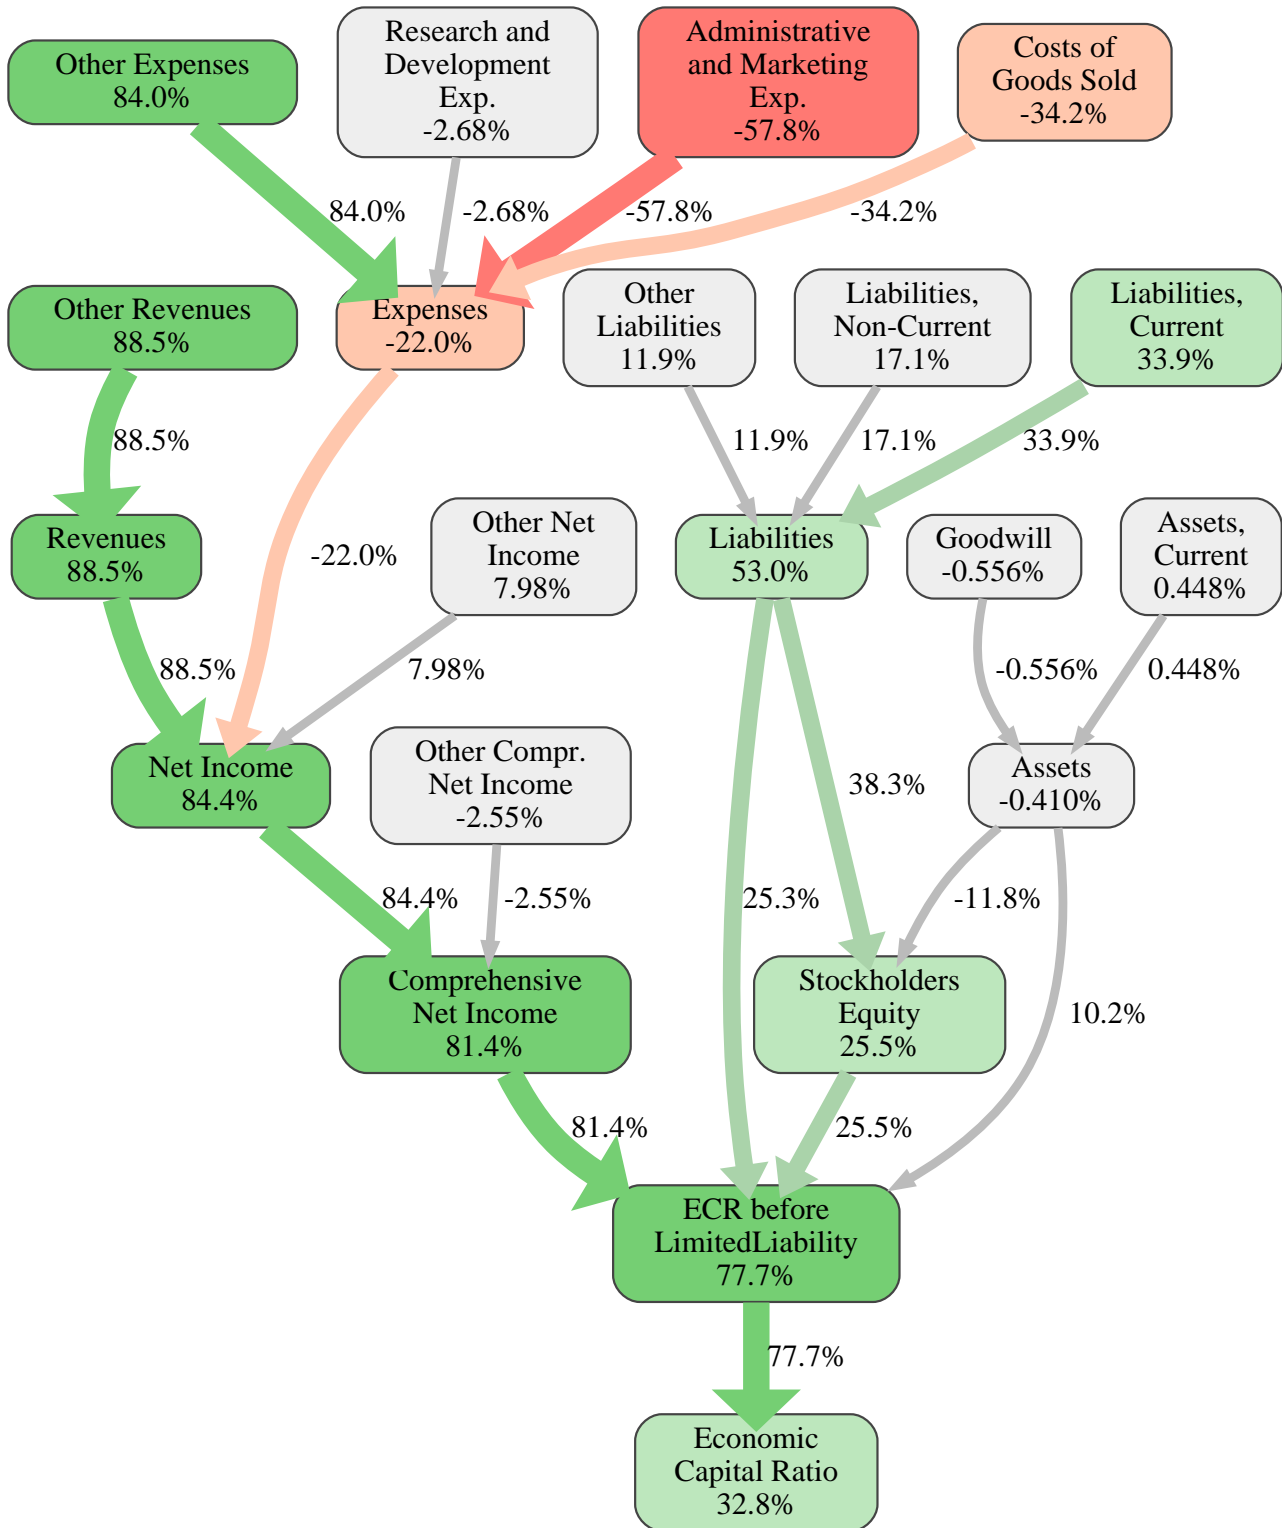 Other Expenses
84.0%
Research and
Development
Exp.
-2.68%
Administrative
and Marketing
Exp.
-57.8%
Costs of
Goods Sold
-34.2%
84.0%
-2.68%
-57.8%
-34.2%
Other Revenues
88.5%
Expenses
-22.0%
Other
Liabilities
11.9%
Liabilities,
Non-Current
17.1%
Liabilities,
Current
33.9%
88.5%
11.9%
17.1%
33.9%
Revenues
88.5%
-22.0%
Other Net
Income
7.98%
Liabilities
53.0%
Goodwill
-0.556%
Assets,
Current
0.448%
88.5%
7.98%
-0.556%
0.448%
Net Income
84.4%
Other Compr.
Net Income
-2.55%
38.3%
Assets
-0.410%
84.4%
-2.55%
25.3%
-11.8%
Comprehensive
Net Income
81.4%
Stockholders
Equity
25.5%
10.2%
81.4%
25.5%
ECR before
LimitedLiability
77.7%
77.7%
Economic
Capital Ratio
32.8%